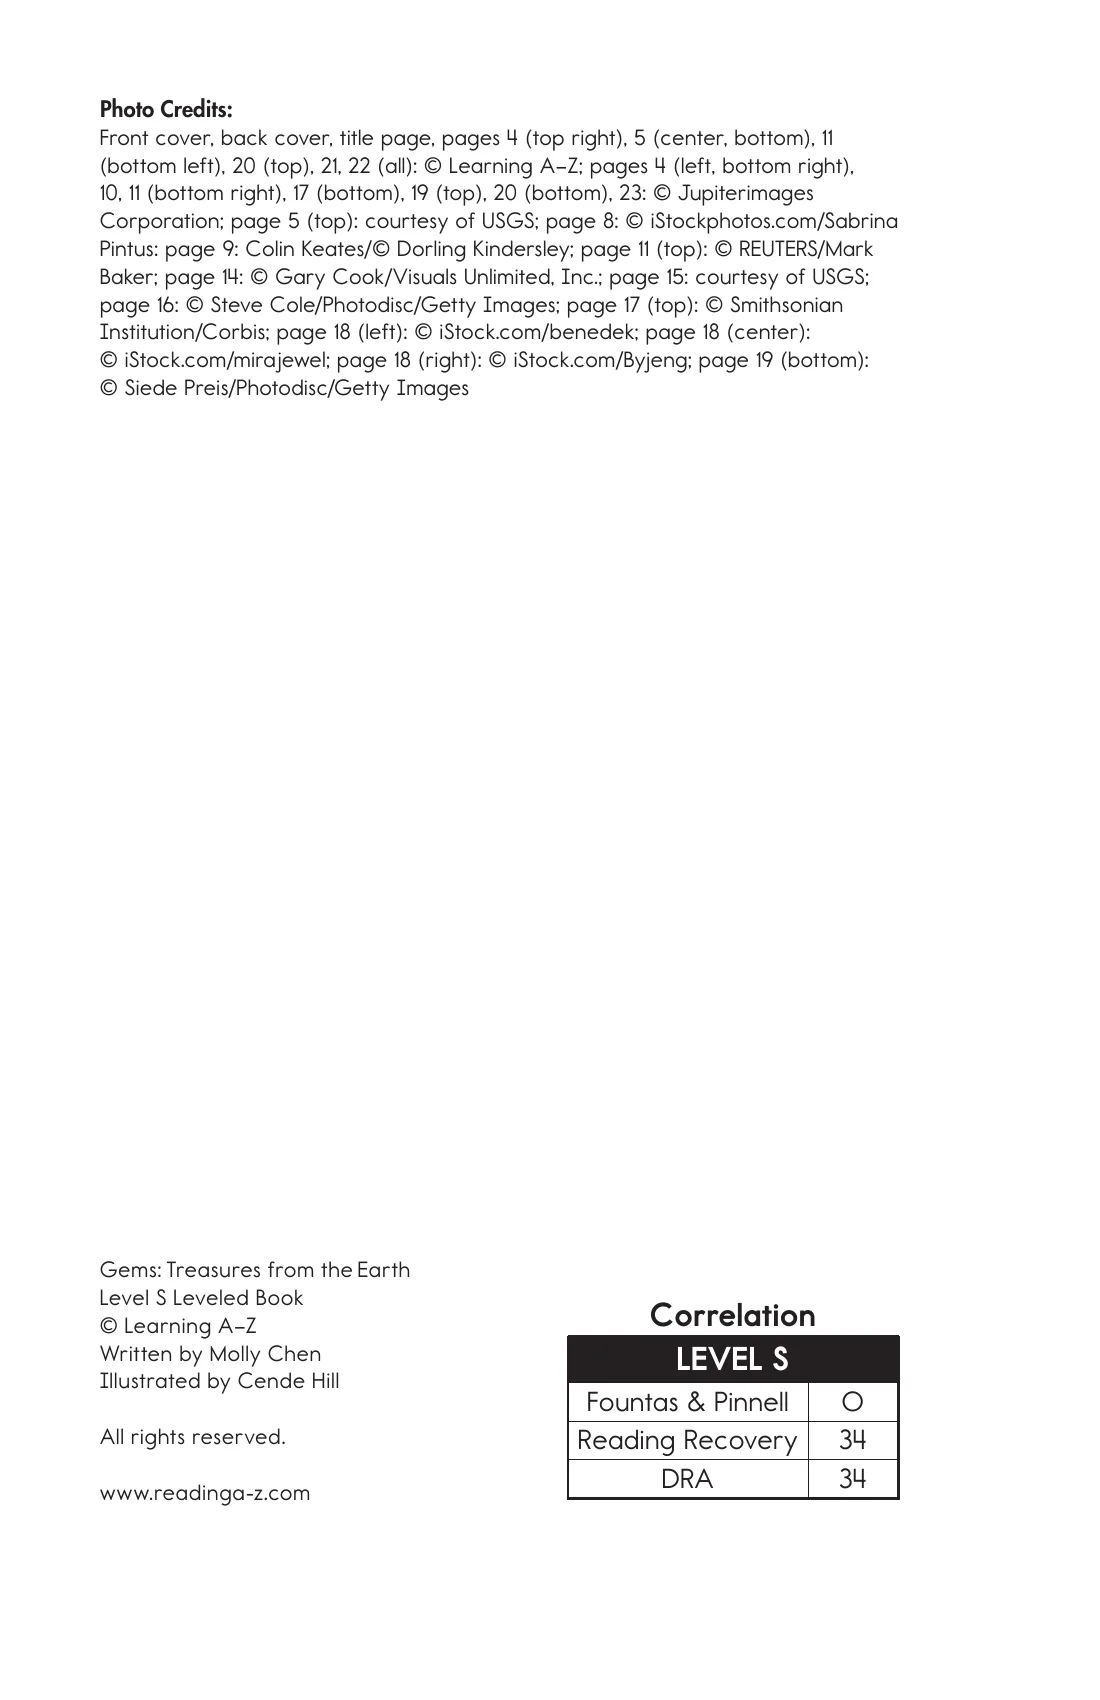 Photo Credits:
Front cover, back cover, title page, pages 4 (top right), 5 (center, bottom), 11
(bottom left), 20 (top), 21, 22 (all): © Learning A–Z; pages 4 (left, bottom right),
10, 11 (bottom right), 17 (bottom), 19 (top), 20 (bottom), 23: © Jupiterimages
Corporation; page 5 (top): courtesy of USGS; page 8: © iStockphotos.com/Sabrina
Pintus: page 9: Colin Keates/© Dorling Kindersley; page 11 (top): © REUTERS/Mark
Baker; page 14: © Gary Cook/Visuals Unlimited, Inc.; page 15: courtesy of USGS;
page 16: © Steve Cole/Photodisc/Getty Images; page 17 (top): © Smithsonian
Institution/Corbis; page 18 (left): © iStock.com/benedek; page 18 (center):
© iStock.com/mirajewel; page 18 (right): © iStock.com/Byjeng; page 19 (bottom):
© Siede Preis/Photodisc/Getty Images
Gems: Treasures from the Earth
Level S Leveled Book
© Learning A–Z
Written by Molly Chen
Illustrated by Cende Hill
All rights reserved.
www.readinga-z.com
Correlation
LEVEL S
Fountas & Pinnell O
Reading Recovery 34
DRA 34